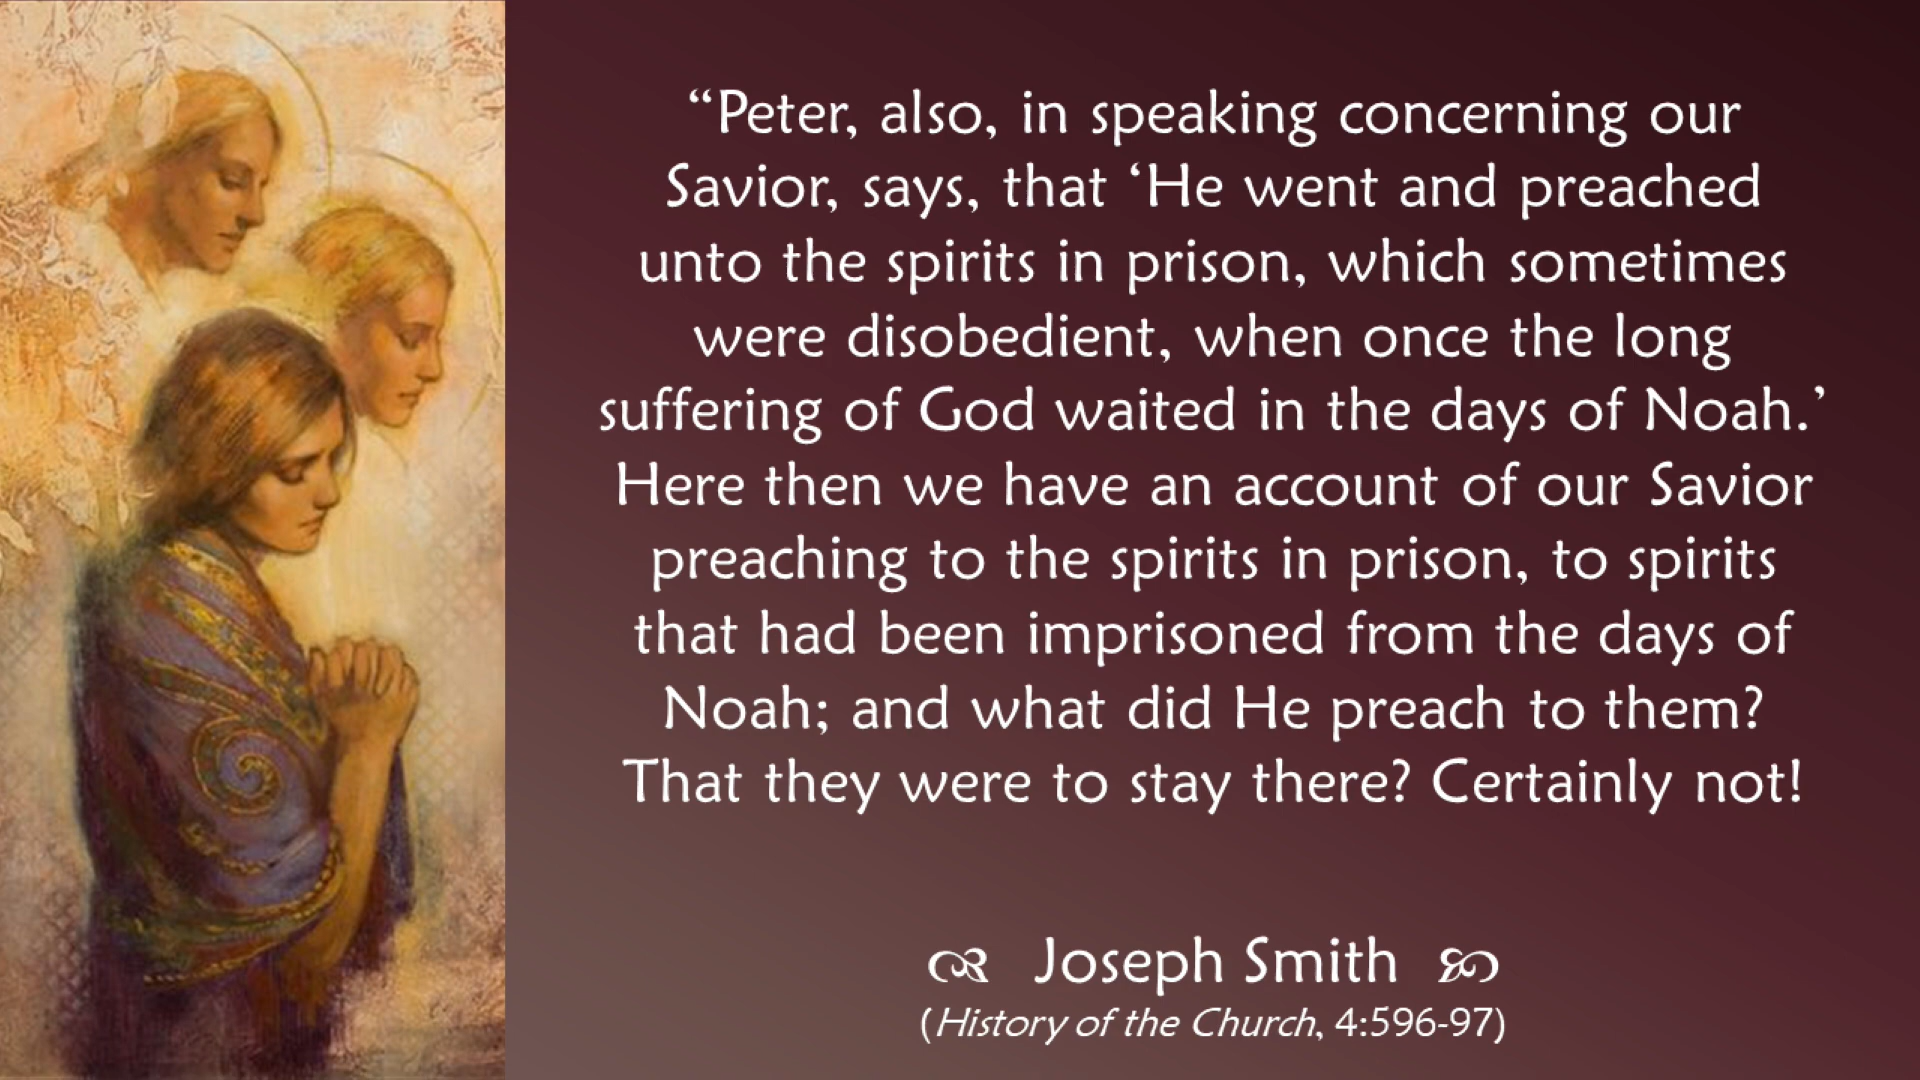 “Peter, also, in speaking concerning our
Savior, says, that ‘He went and preached
unto the spirits in prison, which sometimes
were disobedient, when once the long
suffering of God waited in the days of Noah.’
Here then we have an account of our Savior
preaching to the spirits in prison, to spirits
that had been imprisoned from the days of
Noah; and what did He preach to them?
That they were to stay there? Certainly not!
Joseph Smith
(History of the Church, 4:596-97)